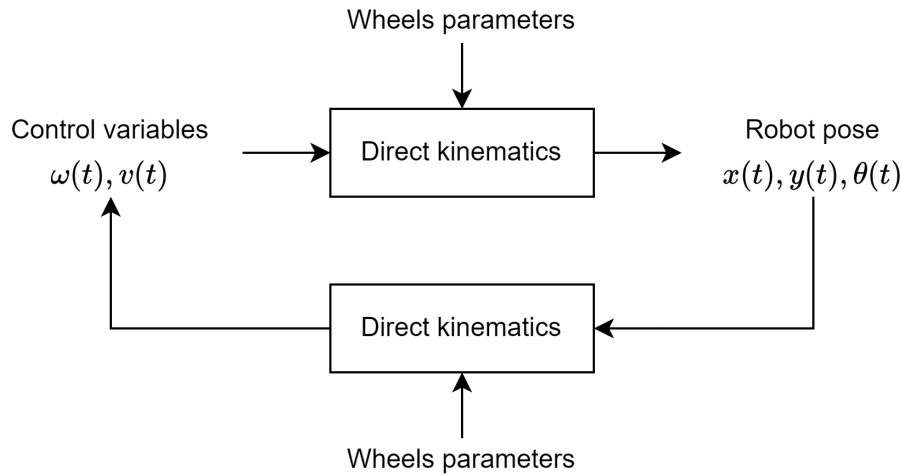 Wheels parameters
Control variables
ω(t), v(t)
Direct kinematics
Robot pose
x(t), y(t), θ(t)
Direct kinematics
Wheels parameters